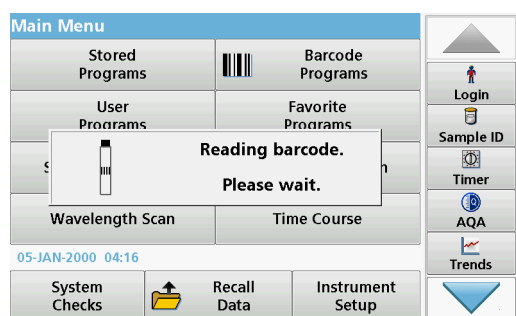 Main Menu
Stored
Programs
Barcode
Programs
User
Programs
Favorite
Programs
Reading barcode.
Please wait.
Wavelength Scan
Time Course
05-JAN-2000 04:16
System
Checks
Recall
Data
Instrument
Setup
Login
Sample ID
Timer
AQA
Trends